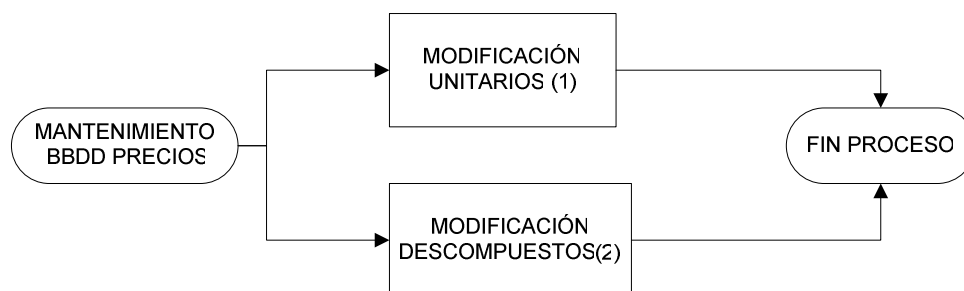 MODIFICACIÓN
UNITARIOS (1)
MANTENIMIENTO
BBDD PRECIOS
FIN PROCESO
MODIFICACIÓN
DESCOMPUESTOS(2)